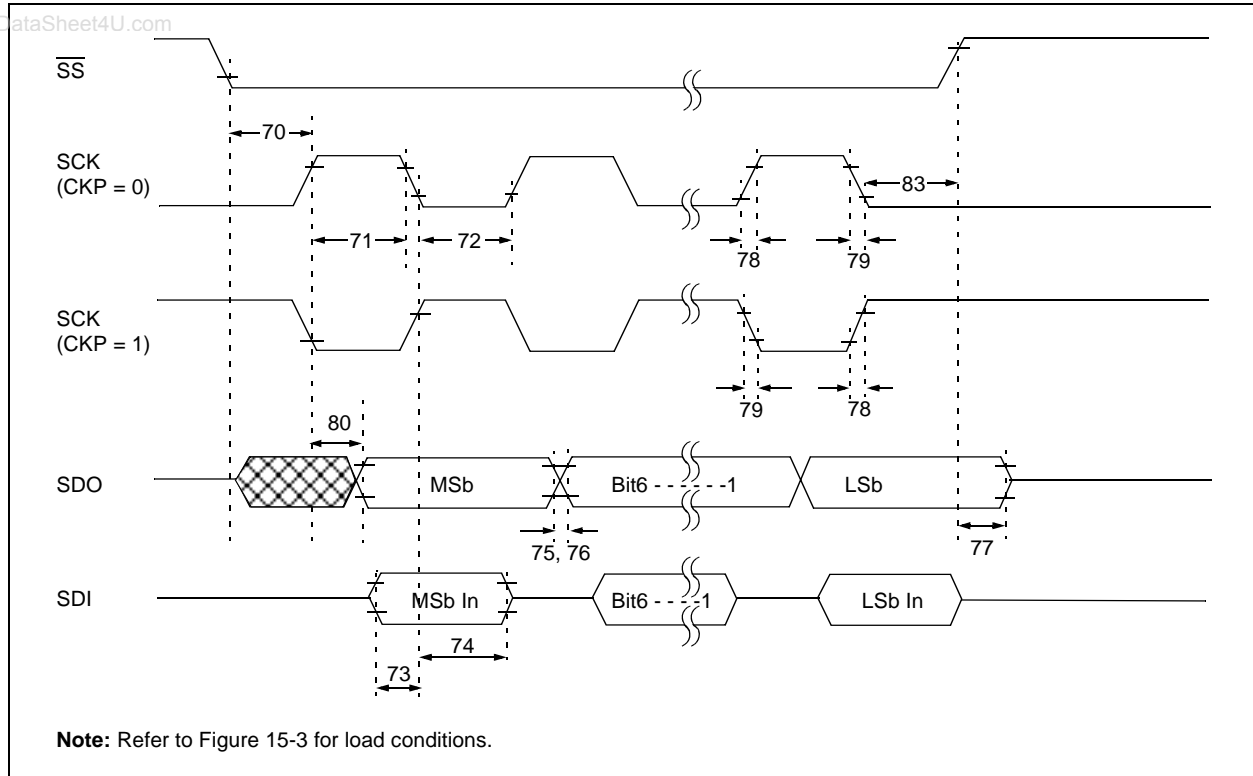 DataSheet4U.com
SS
70
SCK
(CKP = 0)
83
71
72
78
79
SCK
(CKP = 1)
79
78
80
SDO
MSb
Bit6 - - - - - -1
LSb
75, 76
77
SDI
MSb In
Bit6 - - - -1
LSb In
74
73
Note: Refer to Figure 15-3 for load conditions.